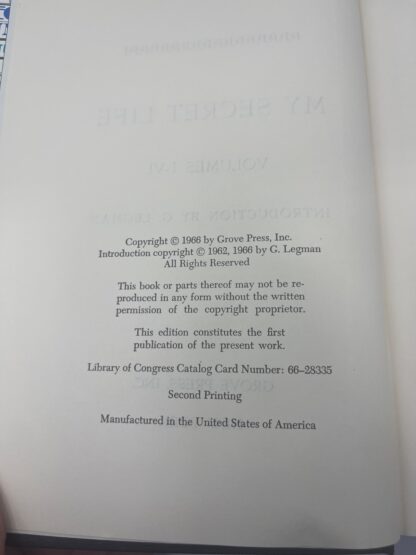 Copyright © 1966 by Grove Press, Inc.
Introduction copyright © 1962, 1966 by G. Legman
All Rights Reserved
This book or parts thereof may not be re-
produced in any form without the written
permission of the copyright proprietor.
This edition constitutes the first
publication of the present work.
Library of Congress Catalog Card Number: 66–28335
Second Printing
Manufactured in the United States of America